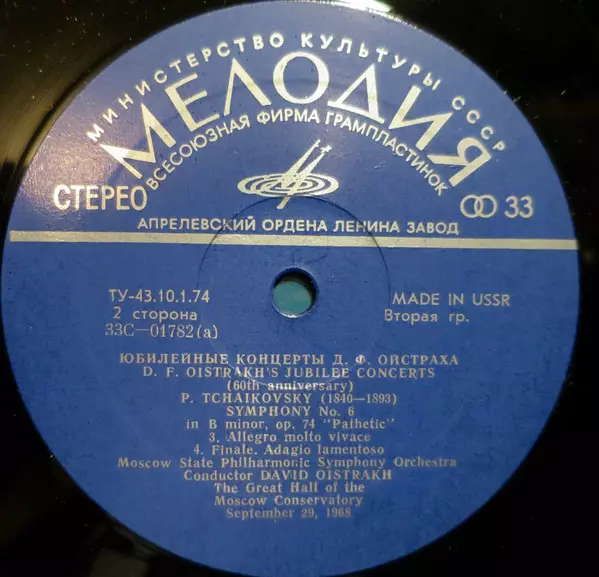 МИНИСТЕРСТВО КУЛЬТУРЫ СССР
МЕЛОДИЯ
ВСЕСОЮЗНАЯ ФИРМА ГРАМПЛАСТИНОК
СТЕРЕО
33
АПРЕЛЕВСКИЙ ОРДЕНА ЛЕНИНА ЗАВОД
ТУ-43.10.1.74
MADE IN USSR
2 сторона
Вторая гр.
33С—01782(а)
ЮБИЛЕЙНЫЕ КОНЦЕРТЫ Д. Ф. ОЙСТРАХА
D. F. OISTRAKH'S JUBILEE CONCERTS
(60th anniversary)
P. TCHAIKOVSKY (1840—1893)
SYMPHONY No. 6
in B minor, op. 74 "Pathetic"
3. Allegro molto vivace
4. Finale. Adagio lamentoso
Moscow State Philharmonic Symphony Orchestra
Conductor DAVID OISTRAKH
The Great Hall of the
Moscow Conservatory
September 29, 1968